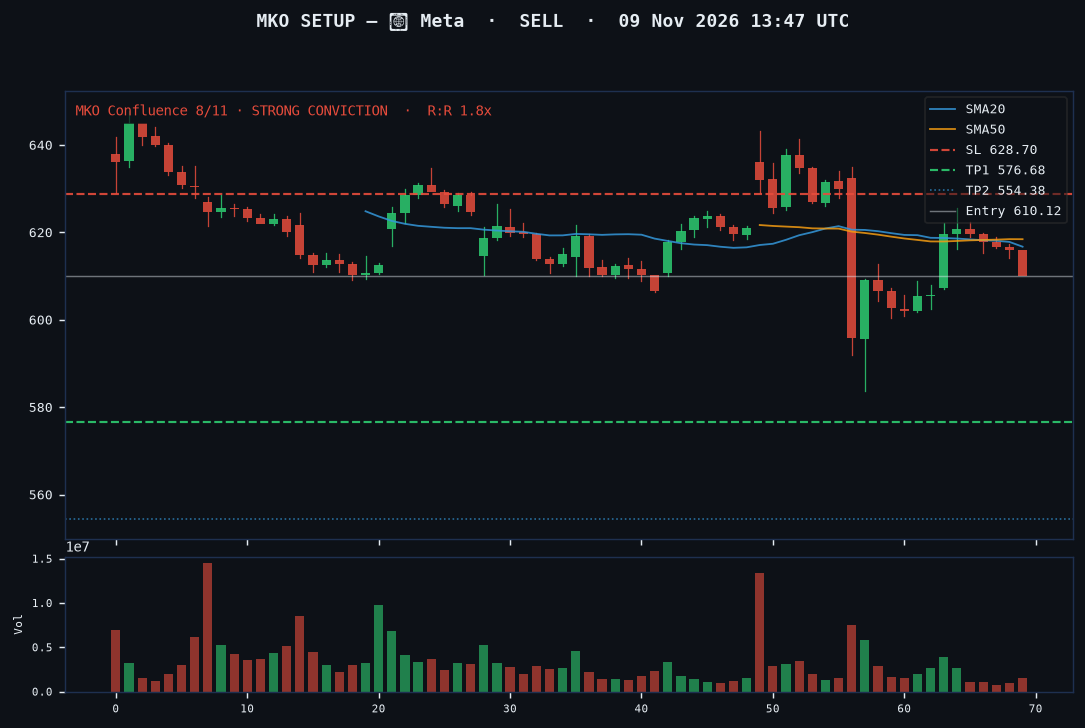 MKO SETUP — 🌐 Meta · SELL · 09 Nov 2026 13:47 UTC
MKO Confluence 8/11 · STRONG CONVICTION · R:R 1.8x
SMA20
SMA50
SL 628.70
TP1 576.68
TP2 554.38
Entry 610.12
640
620
600
580
560
1e7
1.5
1.0
0.5
0.0
Vol
0 10 20 30 40 50 60 70